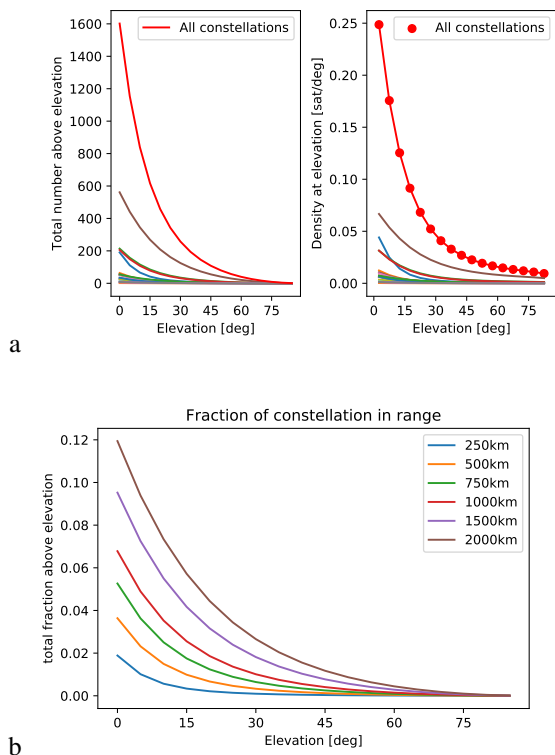 All constellations
Total number above elevation
1600
1400
1200
1000
800
600
400
200
0
0 15 30 45 60 75
Elevation [deg]
All constellations
Density at elevation [sat/deg]
0.25
0.20
0.15
0.10
0.05
0.00
0 15 30 45 60 75
Elevation [deg]
a
Fraction of constellation in range
total fraction above elevation
0.12
0.10
0.08
0.06
0.04
0.02
0.00
250km
500km
750km
1000km
1500km
2000km
0 15 30 45 60 75
Elevation [deg]
b